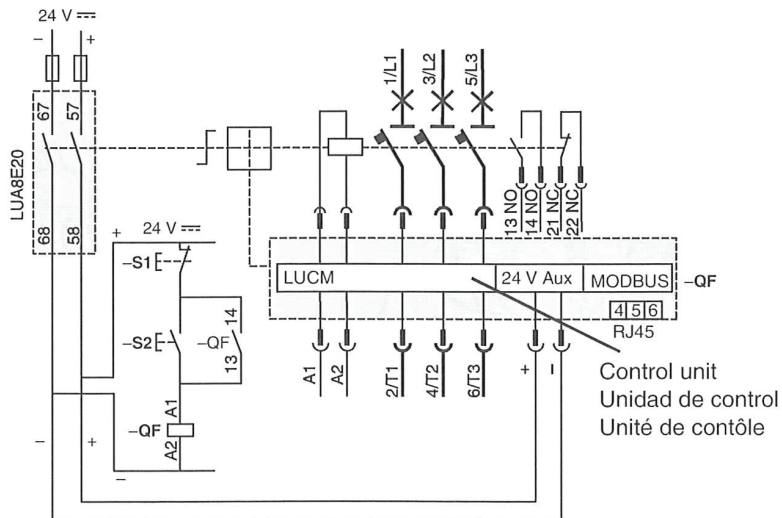 24 V
–
+
67
57
LUA8E20
68
58
1/L1
3/L2
5/L3
13 NO
14 NO
21 NC
22 NC
+
24 V
–S1
–S2
–QF
14
13
A1
–QF
A2
–
+
–
LUCM
24 V Aux
MODBUS
–QF
4 5 6
RJ45
A1
A2
2/T1
4/T2
6/T3
+
–
Control unit
Unidad de control
Unité de contôle